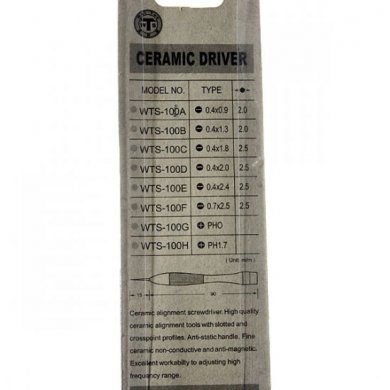 CERAMIC DRIVER
MODEL NO. TYPE
WTS-100A 0.4x0.9 2.0
WTS-100B 0.4x1.3 2.0
WTS-100C 0.4x1.8 2.5
WTS-100D 0.4x2.0 2.5
WTS-100E 0.4x2.4 2.5
WTS-100F 0.7x2.5 2.5
WTS-100G PHO
WTS-100H PH1.7
( Unit: m/m )
15 90
Ceramic alignment screwdriver. High quality
ceramic alignment tools with slotted and
crosspoint profiles. Anti-static handle. Fine
ceramic non-conductive and anti-magnetic.
Excellent workabilty to adjusting high
frequency range.